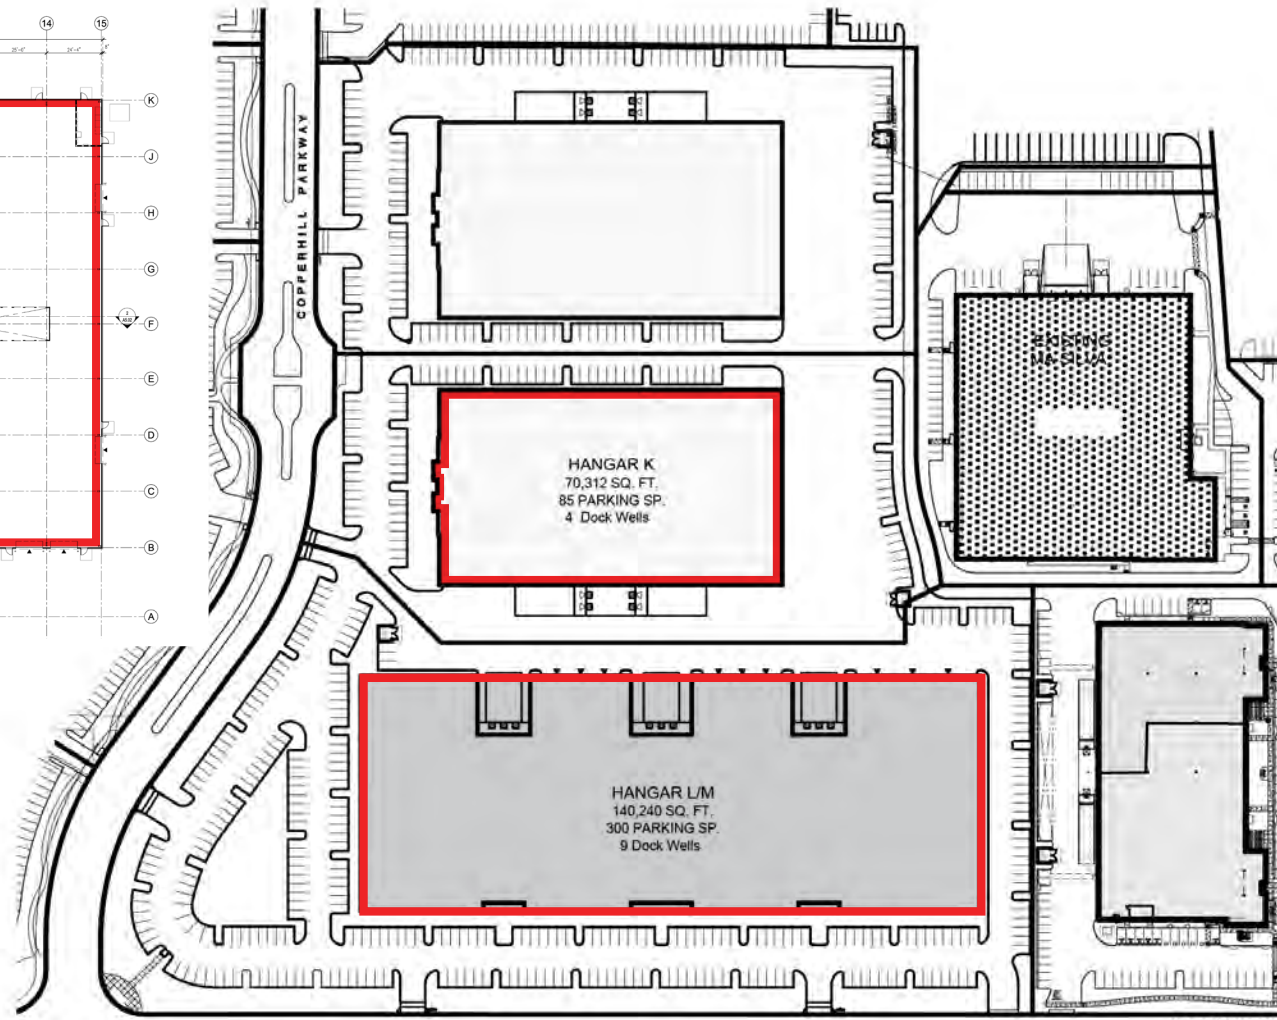 14 15
K
J
H
G
F
E
D
C
B
A
COPPERHILL PARKWAY
EXISTING
HANGAR K
70,312 SQ. FT.
85 PARKING SP.
4 Dock Wells
HANGAR L/M
140,240 SQ. FT.
300 PARKING SP.
9 Dock Wells